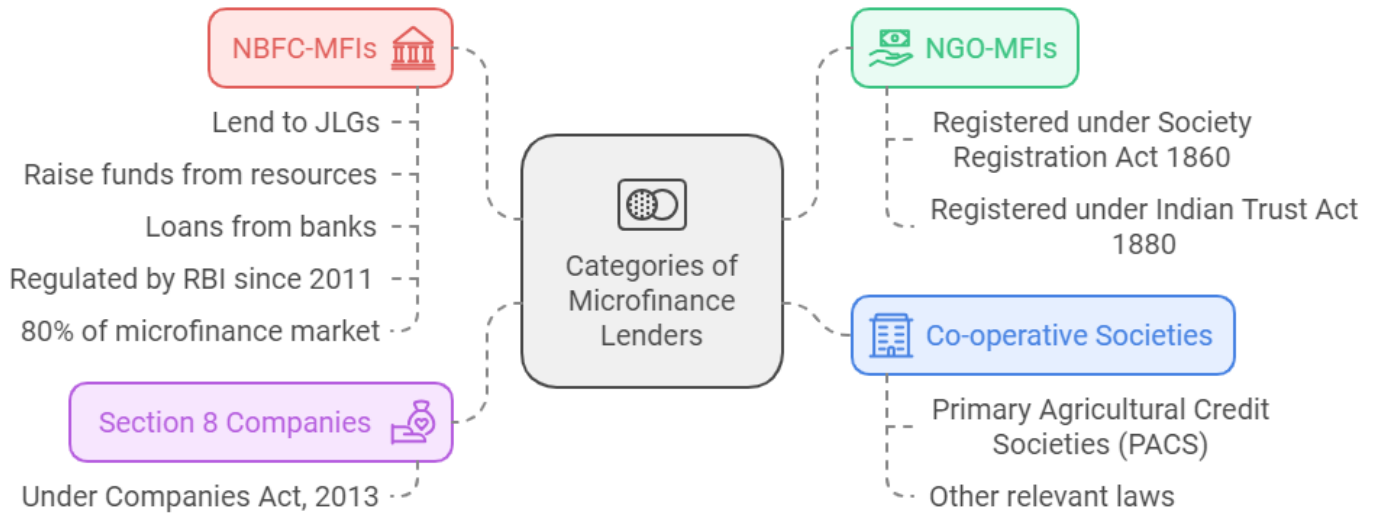 NBFC-MFIs
Lend to JLGs
Raise funds from resources
Loans from banks
Regulated by RBI since 2011
80% of microfinance market
Section 8 Companies
Under Companies Act, 2013
Categories of
Microfinance
Lenders
NGO-MFIs
Registered under Society
Registration Act 1860
Registered under Indian Trust Act
1880
Co-operative Societies
Primary Agricultural Credit
Societies (PACS)
Other relevant laws